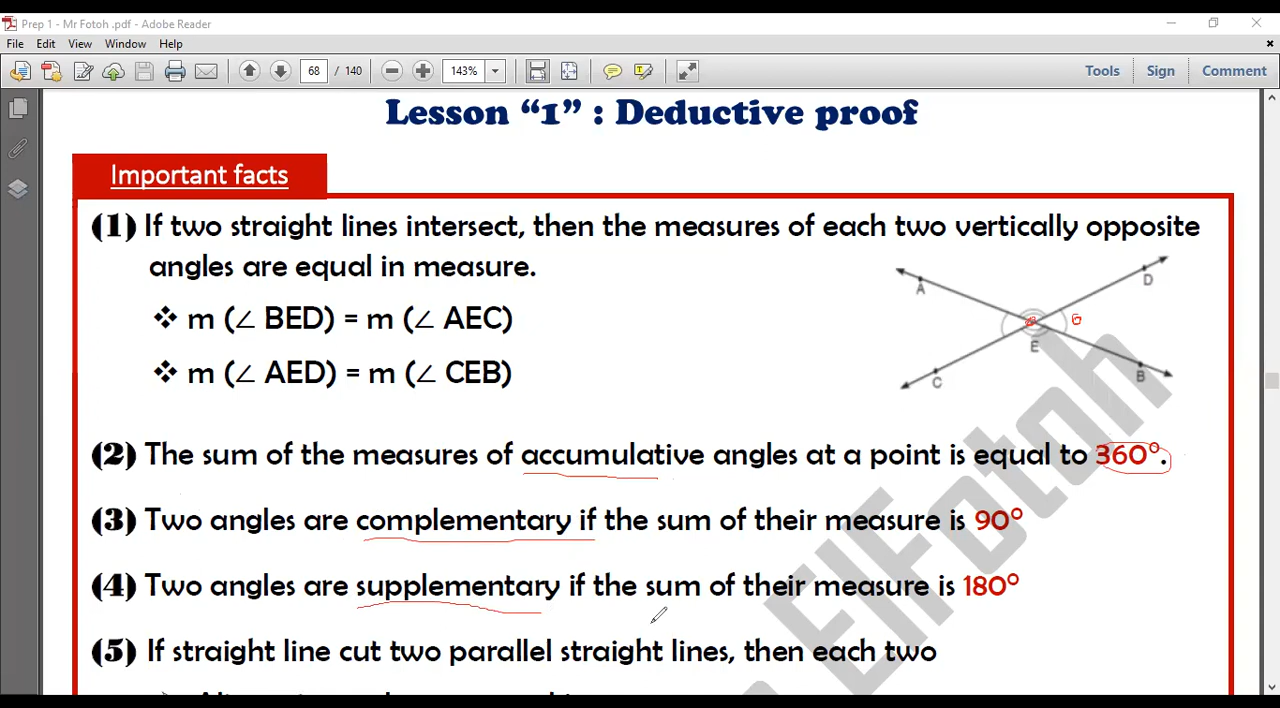 Prep 1 - Mr Fotoh .pdf - Adobe Reader
File Edit View Window Help
68 / 140 143% Tools Sign Comment
Lesson “1” : Deductive proof
Important facts
(1) If two straight lines intersect, then the measures of each two vertically opposite
angles are equal in measure.
❖ m (∠ BED) = m (∠ AEC)
❖ m (∠ AED) = m (∠ CEB)
A D
E
C B
(2) The sum of the measures of accumulative angles at a point is equal to 360°.
(3) Two angles are complementary if the sum of their measure is 90°
(4) Two angles are supplementary if the sum of their measure is 180°
(5) If straight line cut two parallel straight lines, then each two
ElFotoh